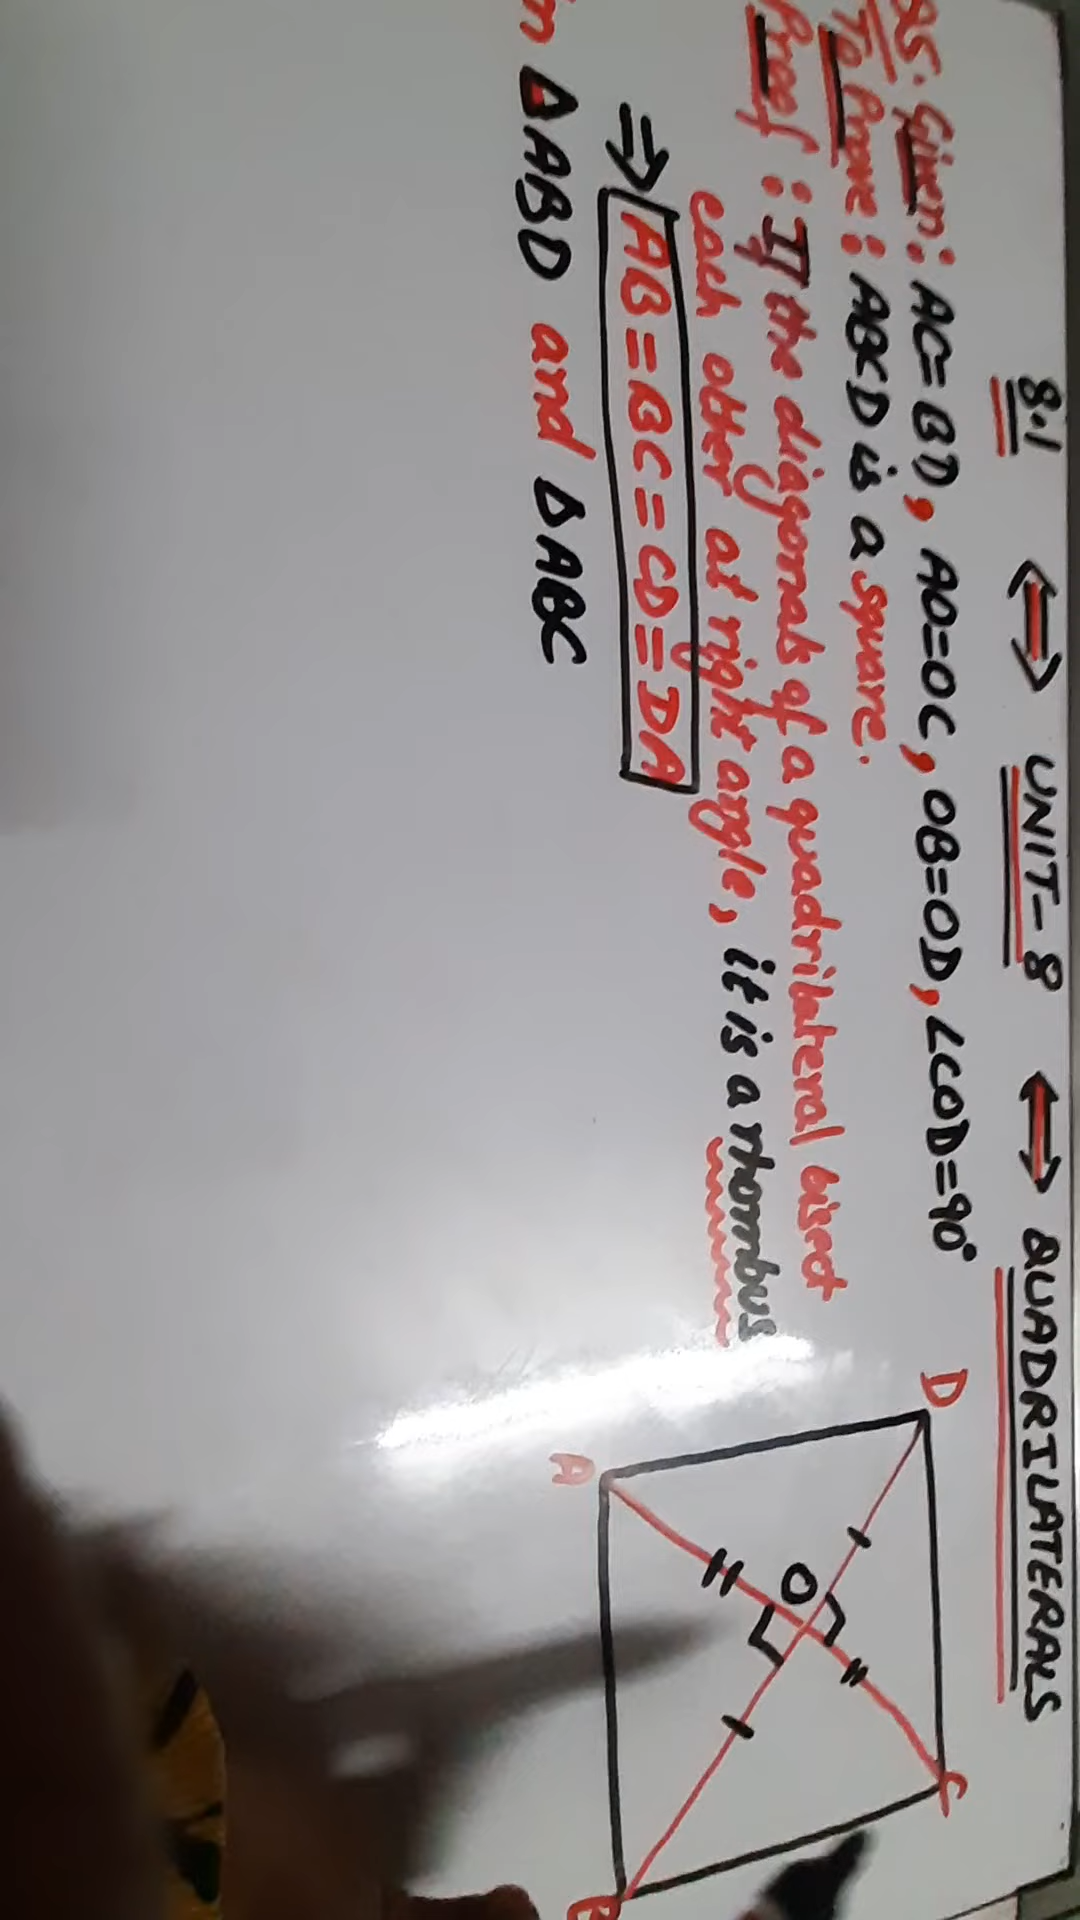 8.1 ⟺ UNIT-8 ⟺ QUADRILATERALS
Q5. Given: AC=BD, AO=OC, OB=OD, ∠COD=90°
To Prove: ABCD is a square.
Proof: If the diagonals of a quadrilateral bisect
each other at right angle, it is a rhombus
⇒ AB=BC=CD=DA
In ΔABD and ΔABC
D
C
O
A
B